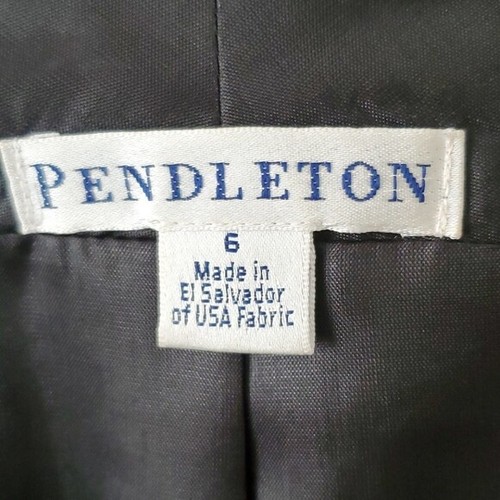 PENDLETON
6
Made in
El Salvador
of USA Fabric